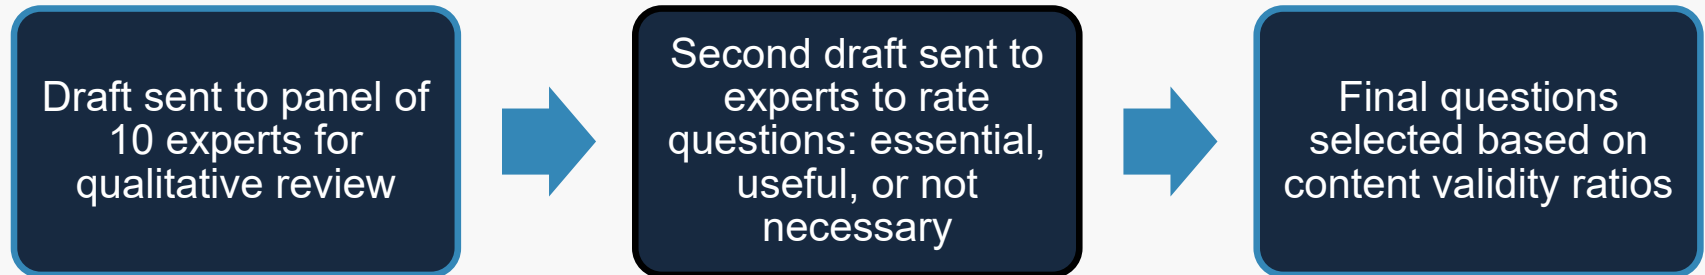 Draft sent to panel of
10 experts for
qualitative review
Second draft sent to
experts to rate
questions: essential,
useful, or not
necessary
Final questions
selected based on
content validity ratios